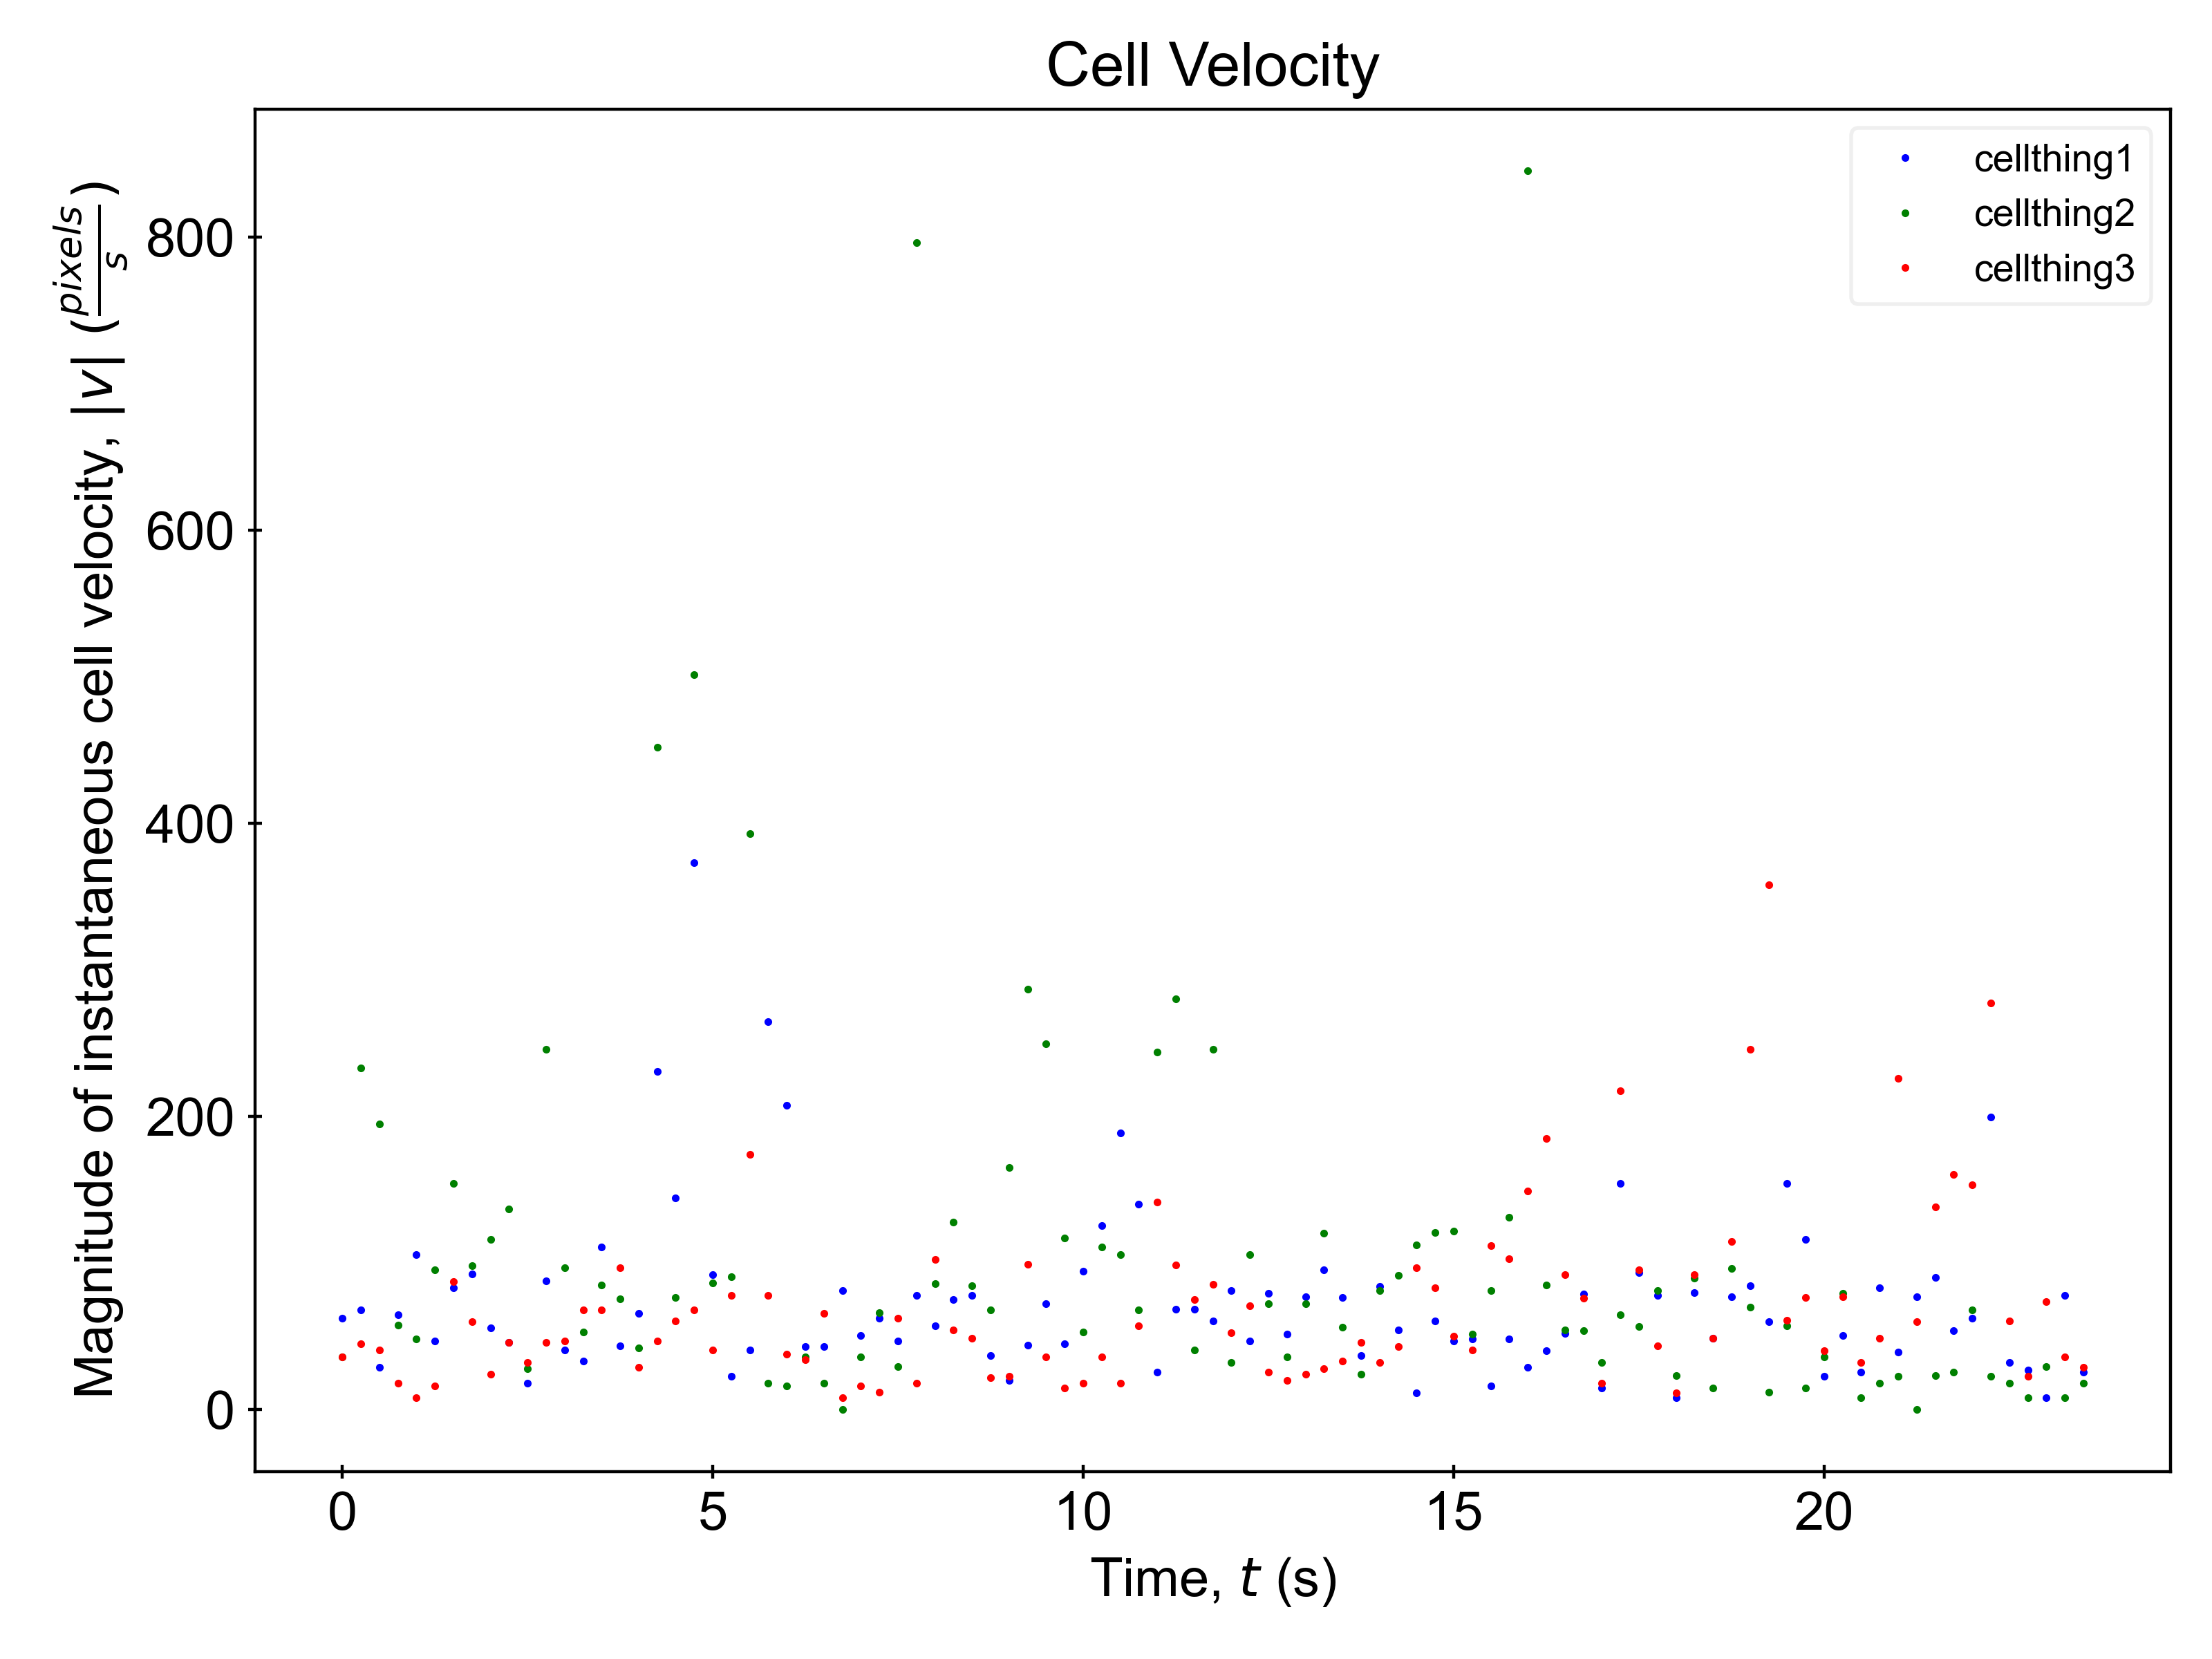 Cell Velocity
Magnitude of instantaneous cell velocity, |v| (pixels/s)
800
600
400
200
0
cellthing1
cellthing2
cellthing3
0 5 10 15 20
Time, t (s)